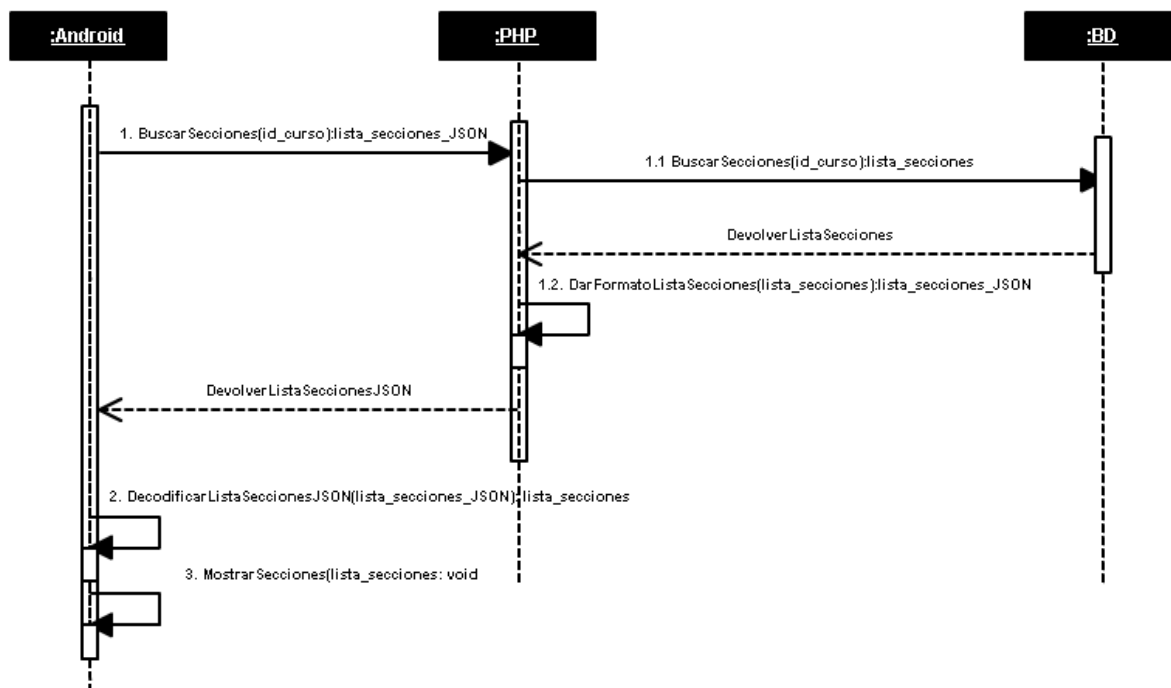 :Android
:PHP
:BD
1. BuscarSecciones(id_curso):lista_secciones_JSON
1.1 BuscarSecciones(id_curso):lista_secciones
DevolverListaSecciones
1.2. DarFormatoListaSecciones(lista_secciones):lista_secciones_JSON
DevolverListaSeccionesJSON
2. DecodificarListaSeccionesJSON(lista_secciones_JSON):lista_secciones
3. MostrarSecciones(lista_secciones: void